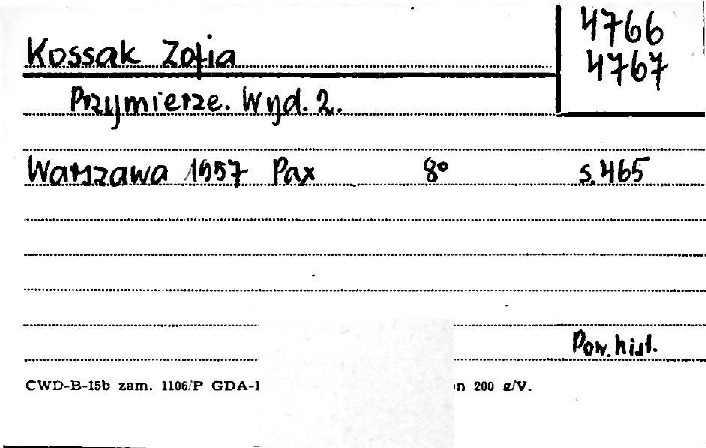 4766
4767
Kossak Zofia
Przymierze. Wyd. 2.
Warszawa 1957 Pax 8° s. 465
Pow. hist.
CWD-B-15b zam. 1106/P GDA-1 n 200 g/V.